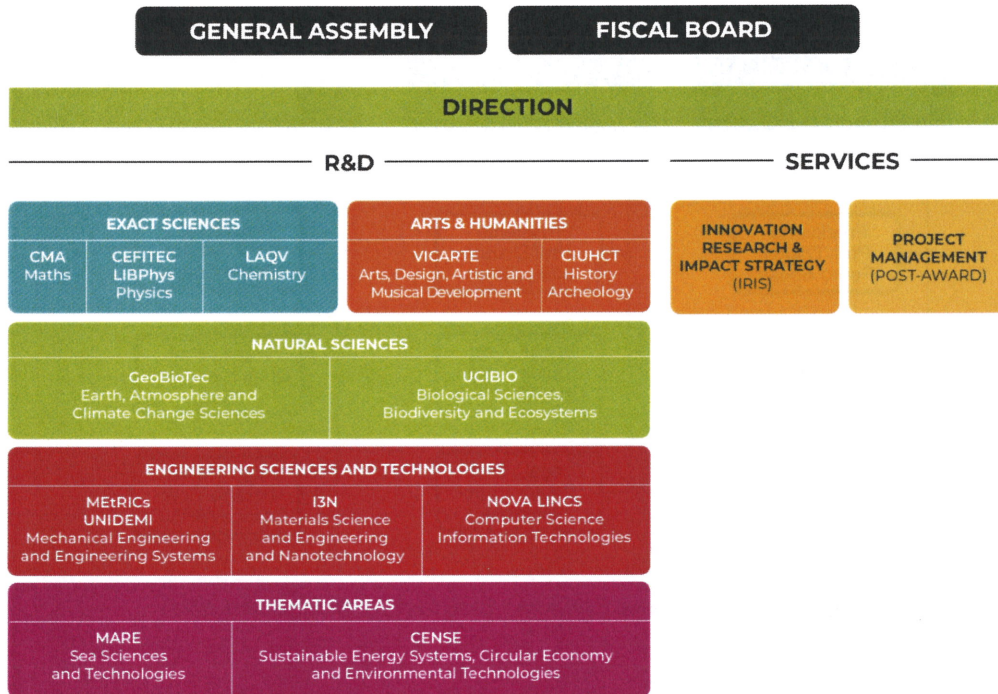 GENERAL ASSEMBLY
FISCAL BOARD
DIRECTION
R&D
SERVICES
EXACT SCIENCES
CMA
Maths
CEFITEC
LIBPhys
Physics
LAQV
Chemistry
ARTS & HUMANITIES
VICARTE
Arts, Design, Artistic and
Musical Development
CIUHCT
History
Archeology
INNOVATION
RESEARCH &
IMPACT STRATEGY
(IRIS)
PROJECT
MANAGEMENT
(POST-AWARD)
NATURAL SCIENCES
GeoBioTec
Earth, Atmosphere and
Climate Change Sciences
UCIBIO
Biological Sciences,
Biodiversity and Ecosystems
ENGINEERING SCIENCES AND TECHNOLOGIES
MEtRICs
UNIDEMI
Mechanical Engineering
and Engineering Systems
I3N
Materials Science
and Engineering
and Nanotechnology
NOVA LINCS
Computer Science
Information Technologies
THEMATIC AREAS
MARE
Sea Sciences
and Technologies
CENSE
Sustainable Energy Systems, Circular Economy
and Environmental Technologies